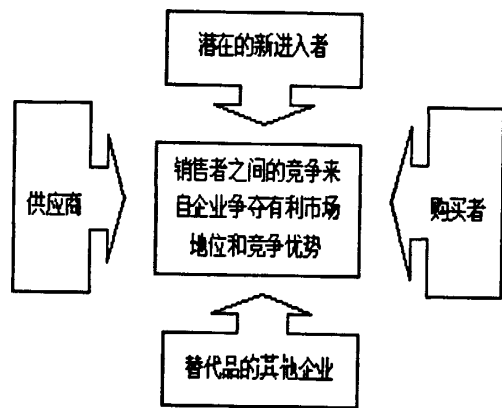 潜在的新进入者
供应商
销售者之间的竞争来
自企业争夺有利市场
地位和竞争优势
购买者
替代品的其他企业